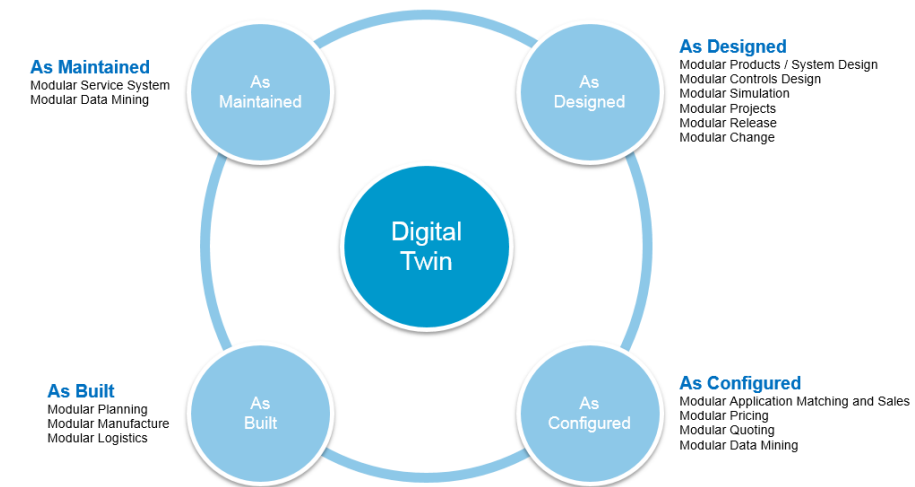 As Maintained
Modular Service System
Modular Data Mining
As
Maintained
As
Designed
As Designed
Modular Products / System Design
Modular Controls Design
Modular Simulation
Modular Projects
Modular Release
Modular Change
Digital
Twin
As Built
Modular Planning
Modular Manufacture
Modular Logistics
As
Built
As
Configured
As Configured
Modular Application Matching and Sales
Modular Pricing
Modular Quoting
Modular Data Mining